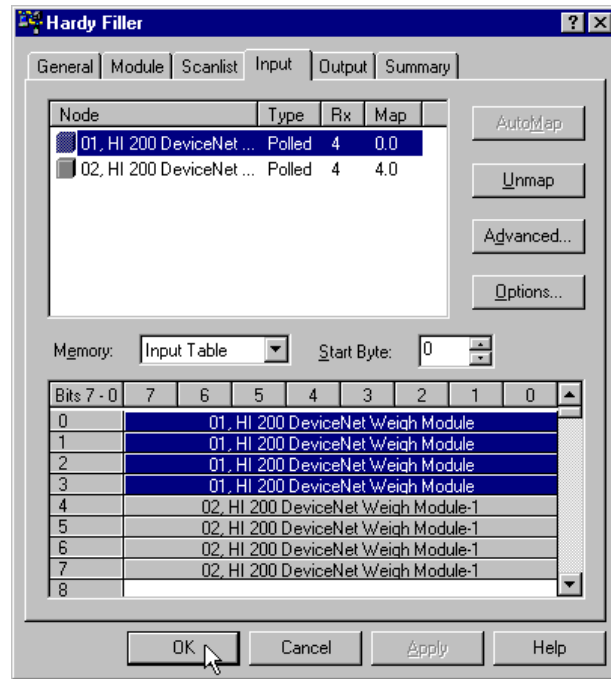 Hardy Filler
General Module Scanlist Input Output Summary
Node Type Rx Map
01, HI 200 DeviceNet ... Polled 4 0.0
02, HI 200 DeviceNet ... Polled 4 4.0
AutoMap
Unmap
Advanced...
Options...
Memory: Input Table Start Byte: 0
Bits 7 - 0 7 6 5 4 3 2 1 0
0 01, HI 200 DeviceNet Weigh Module
1 01, HI 200 DeviceNet Weigh Module
2 01, HI 200 DeviceNet Weigh Module
3 01, HI 200 DeviceNet Weigh Module
4 02, HI 200 DeviceNet Weigh Module-1
5 02, HI 200 DeviceNet Weigh Module-1
6 02, HI 200 DeviceNet Weigh Module-1
7 02, HI 200 DeviceNet Weigh Module-1
8
OK Cancel Apply Help